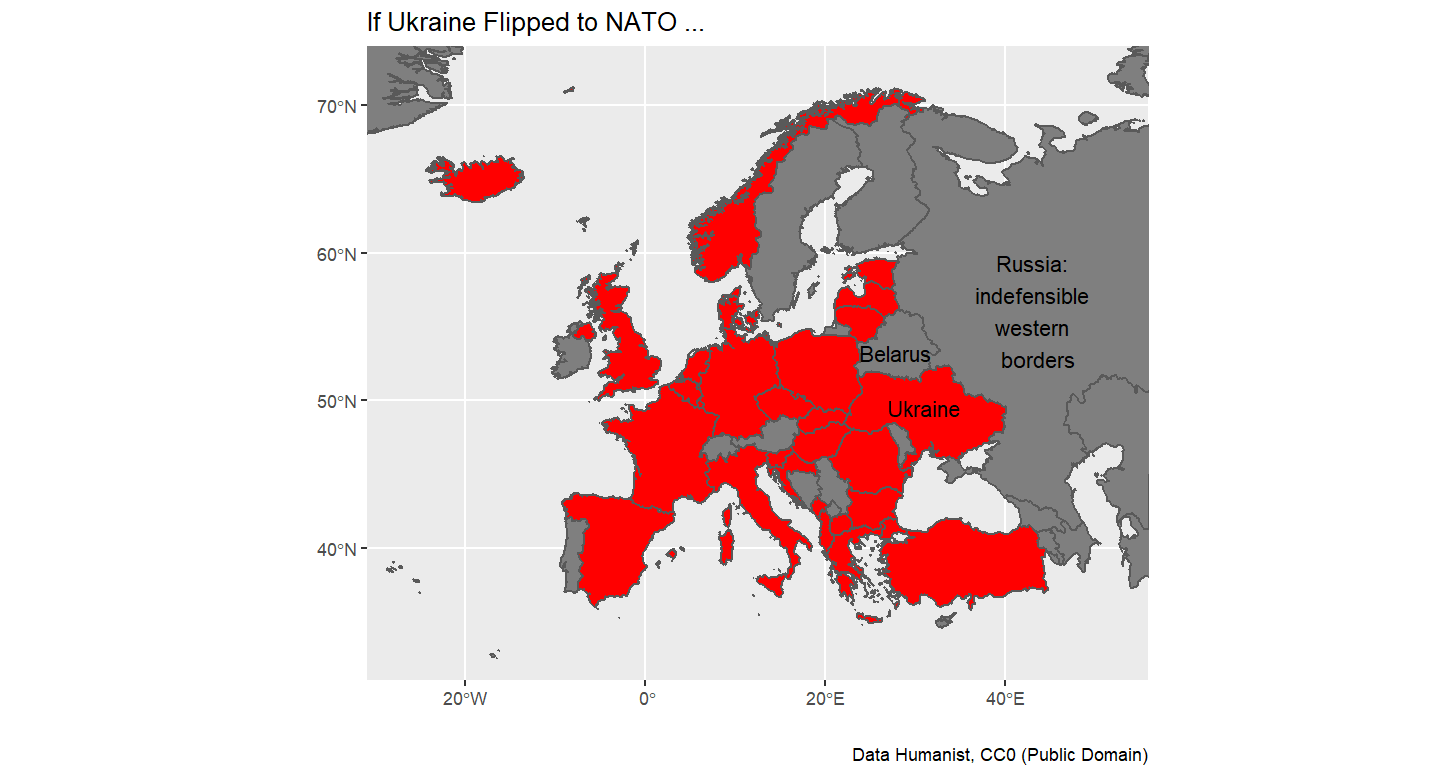 If Ukraine Flipped to NATO ...
70°N
60°N
50°N
40°N
Russia:
indefensible
western
borders
Belarus
Ukraine
20°W
0°
20°E
40°E
Data Humanist, CC0 (Public Domain)